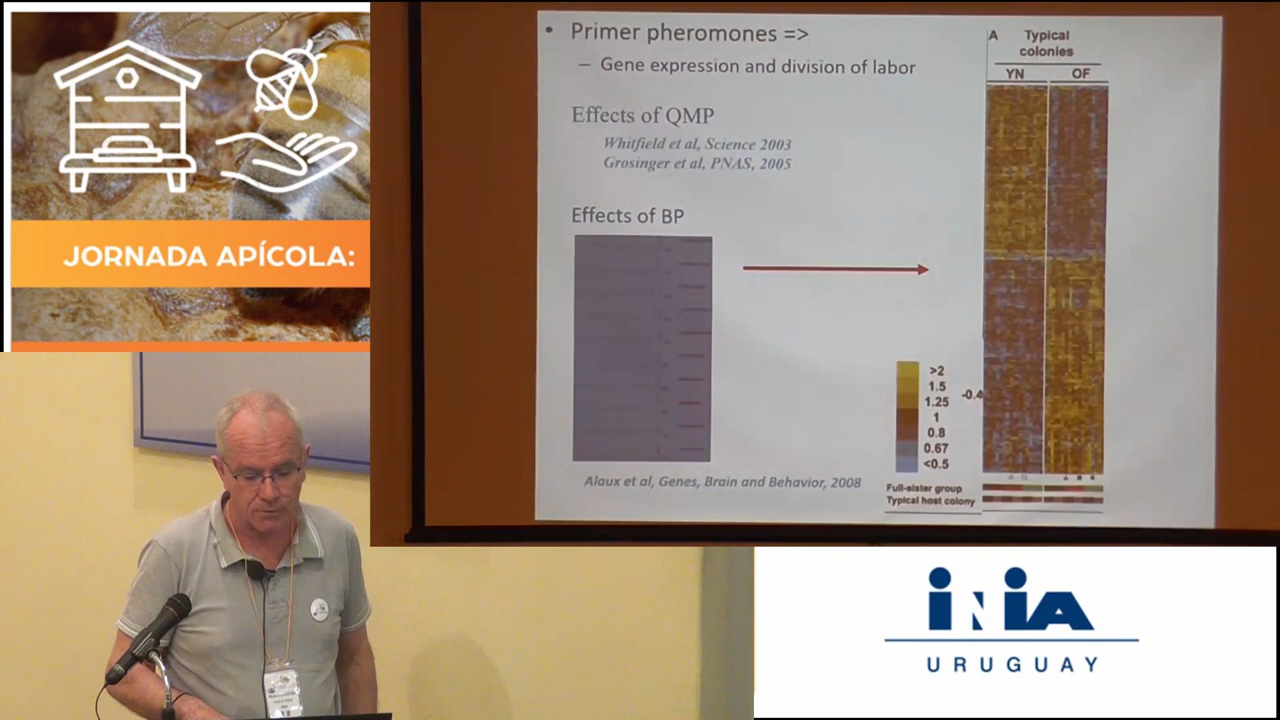 JORNADA APÍCOLA:
• Primer pheromones =>
– Gene expression and division of labor
Effects of QMP
Whitfield et al, Science 2003
Grosinger et al, PNAS, 2005
Effects of BP
Alaux et al, Genes, Brain and Behavior, 2008
A Typical
colonies
YN OF
>2
1.5
1.25
1
0.8
0.67
<0.5
-0.4
Full-sister group
Typical host colony
INIA
URUGUAY